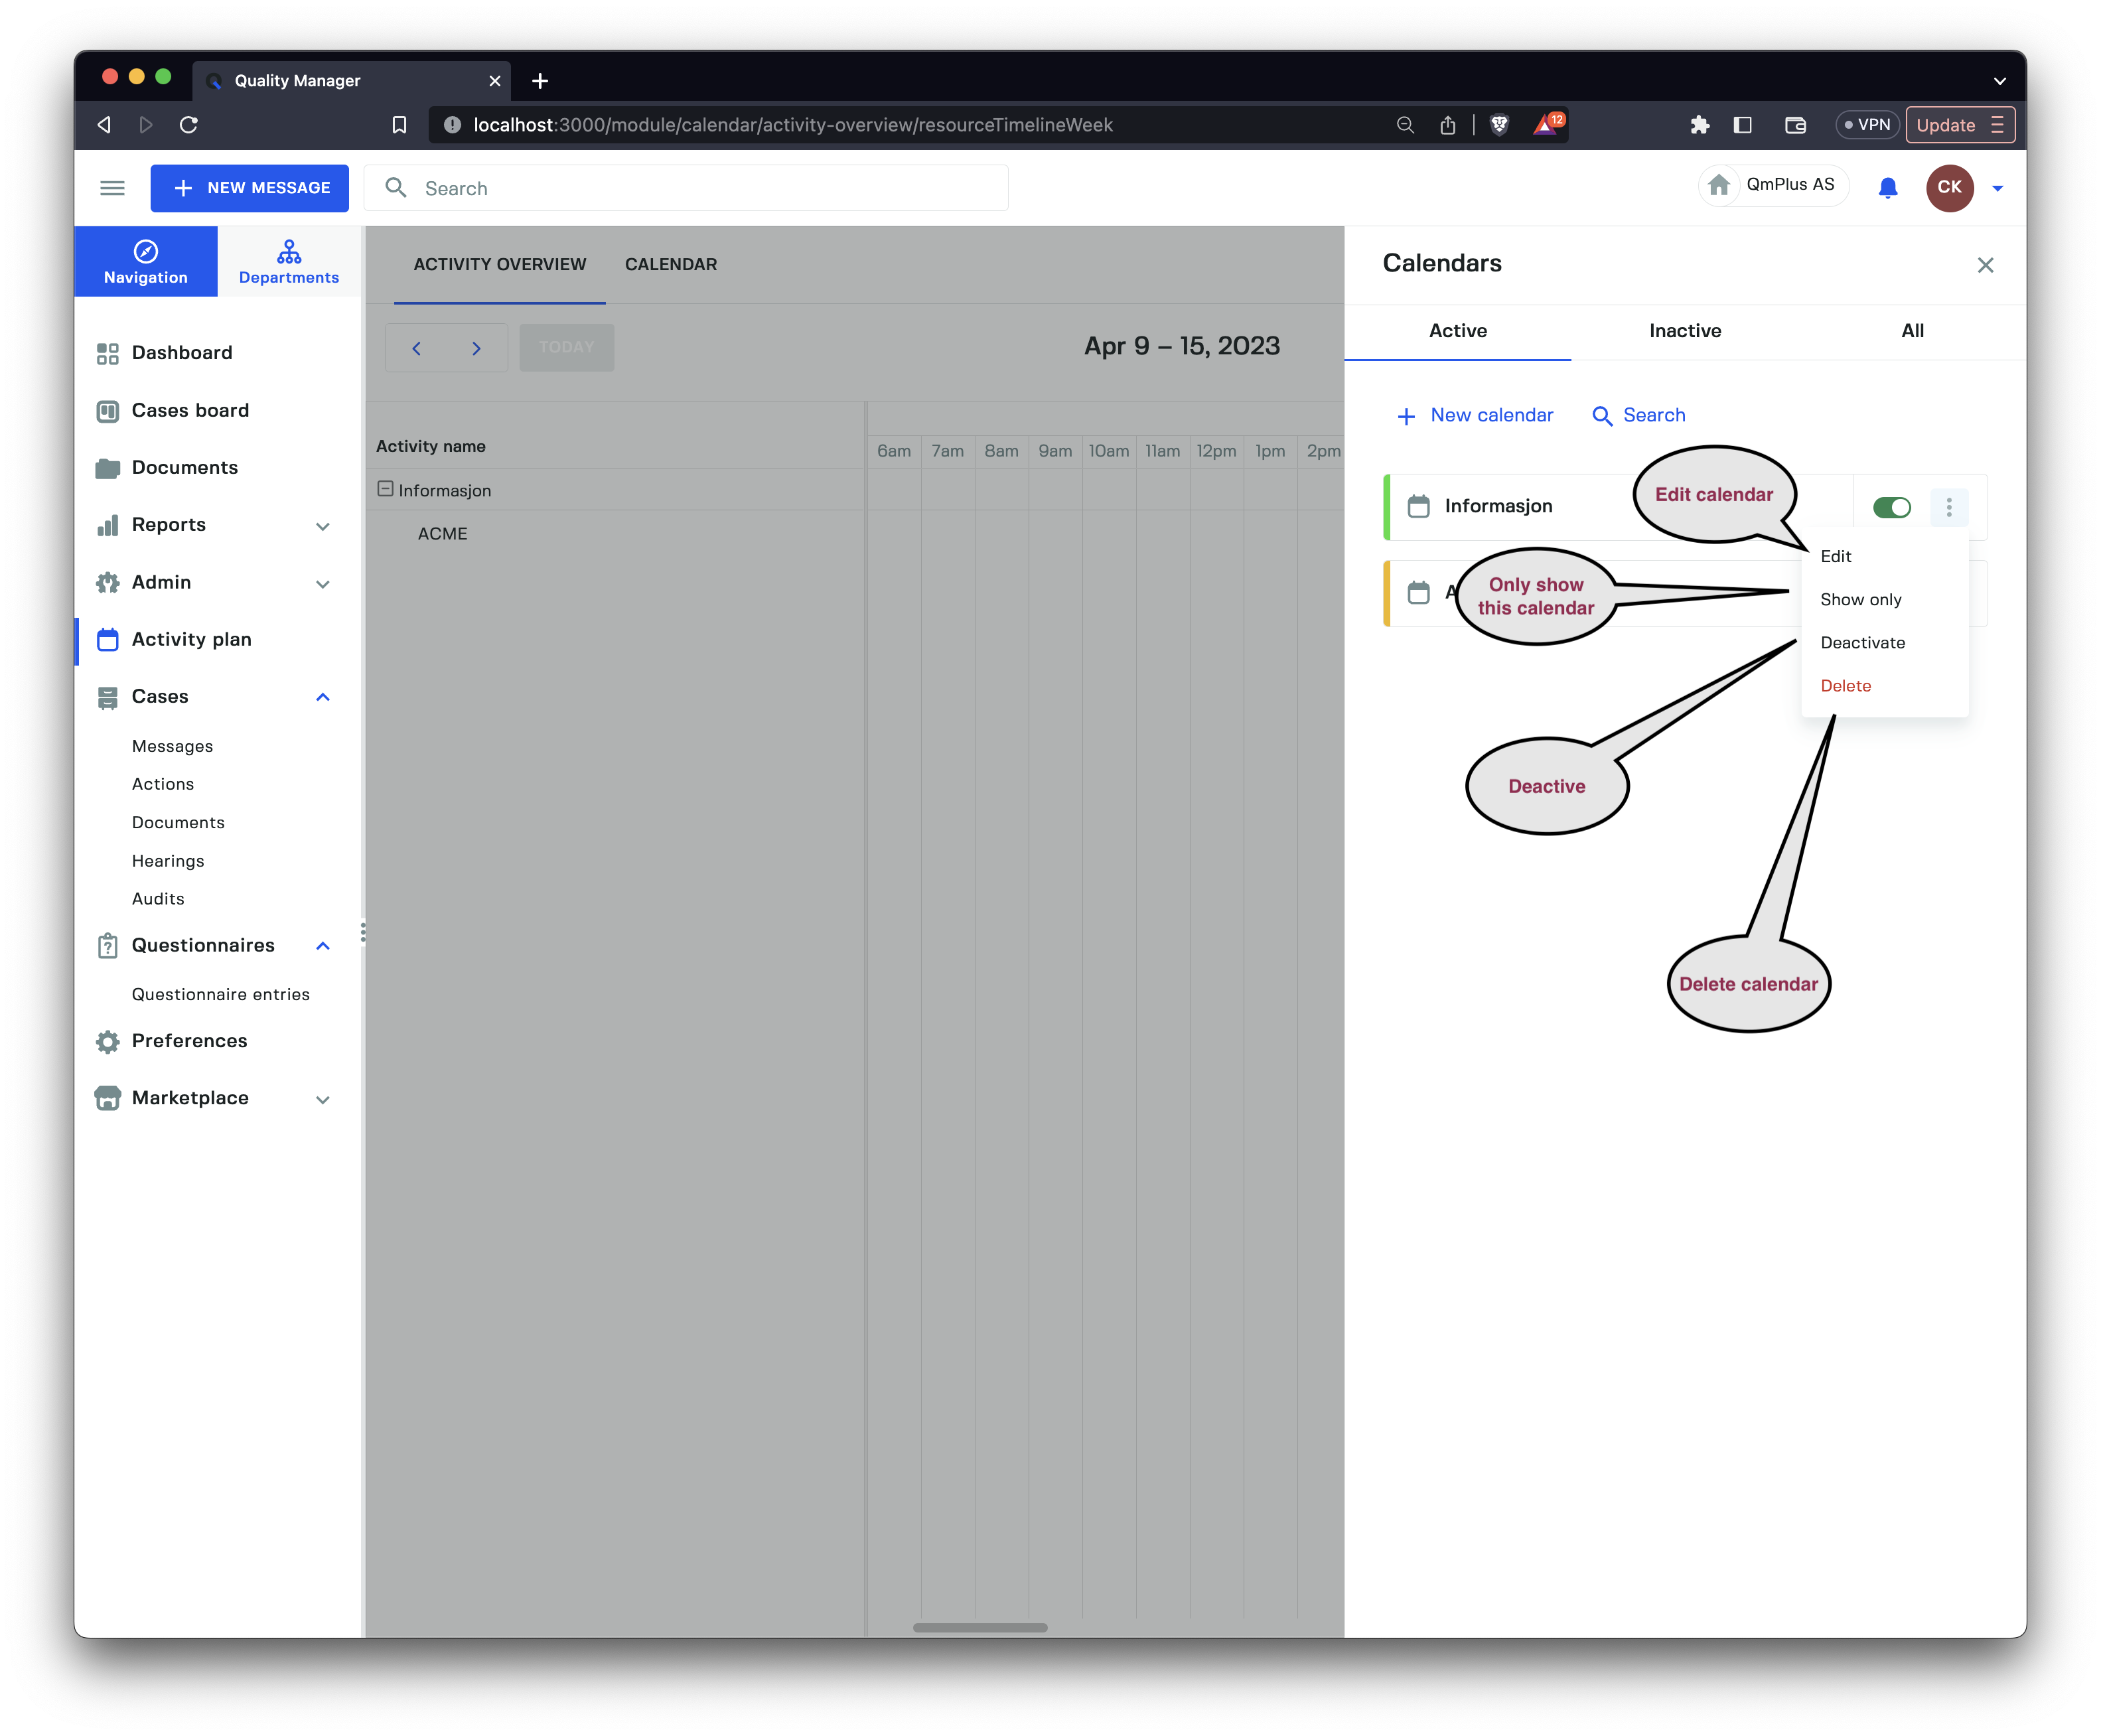 Quality Manager
localhost:3000/module/calendar/activity-overview/resourceTimelineWeek
12
VPN
Update
NEW MESSAGE
Search
QmPlus AS
CK
Navigation
Departments
Dashboard
Cases board
Documents
Reports
Admin
Activity plan
Cases
Messages
Actions
Documents
Hearings
Audits
Questionnaires
Questionnaire entries
Preferences
Marketplace
ACTIVITY OVERVIEW
CALENDAR
TODAY
Apr 9 – 15, 2023
Activity name
6am 7am 8am 9am 10am 11am 12pm 1pm 2pm
Informasjon
ACME
Calendars
Active
Inactive
All
New calendar
Search
Informasjon
Edit calendar
Edit
Only show
this calendar
Show only
Deactivate
Delete
Deactive
Delete calendar